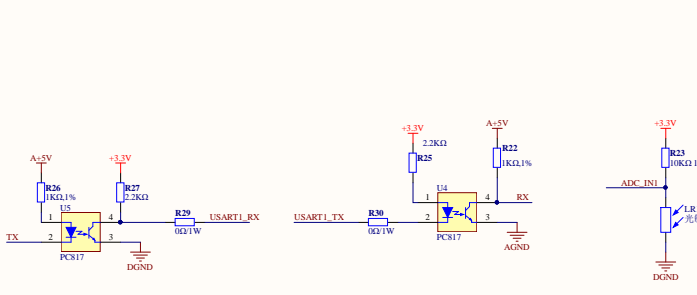 A+5V
+3.3V
R26
1KΩ,1%
R27
2.2KΩ
U5
1
2
4
3
PC817
TX
R29
0Ω/1W
USART1_RX
DGND
USART1_TX
R30
0Ω/1W
+3.3V
2.2KΩ
R25
A+5V
R22
1KΩ,1%
U4
1
2
4
3
PC817
RX
AGND
+3.3V
R23
10KΩ 1
ADC_IN1
LR
DGND